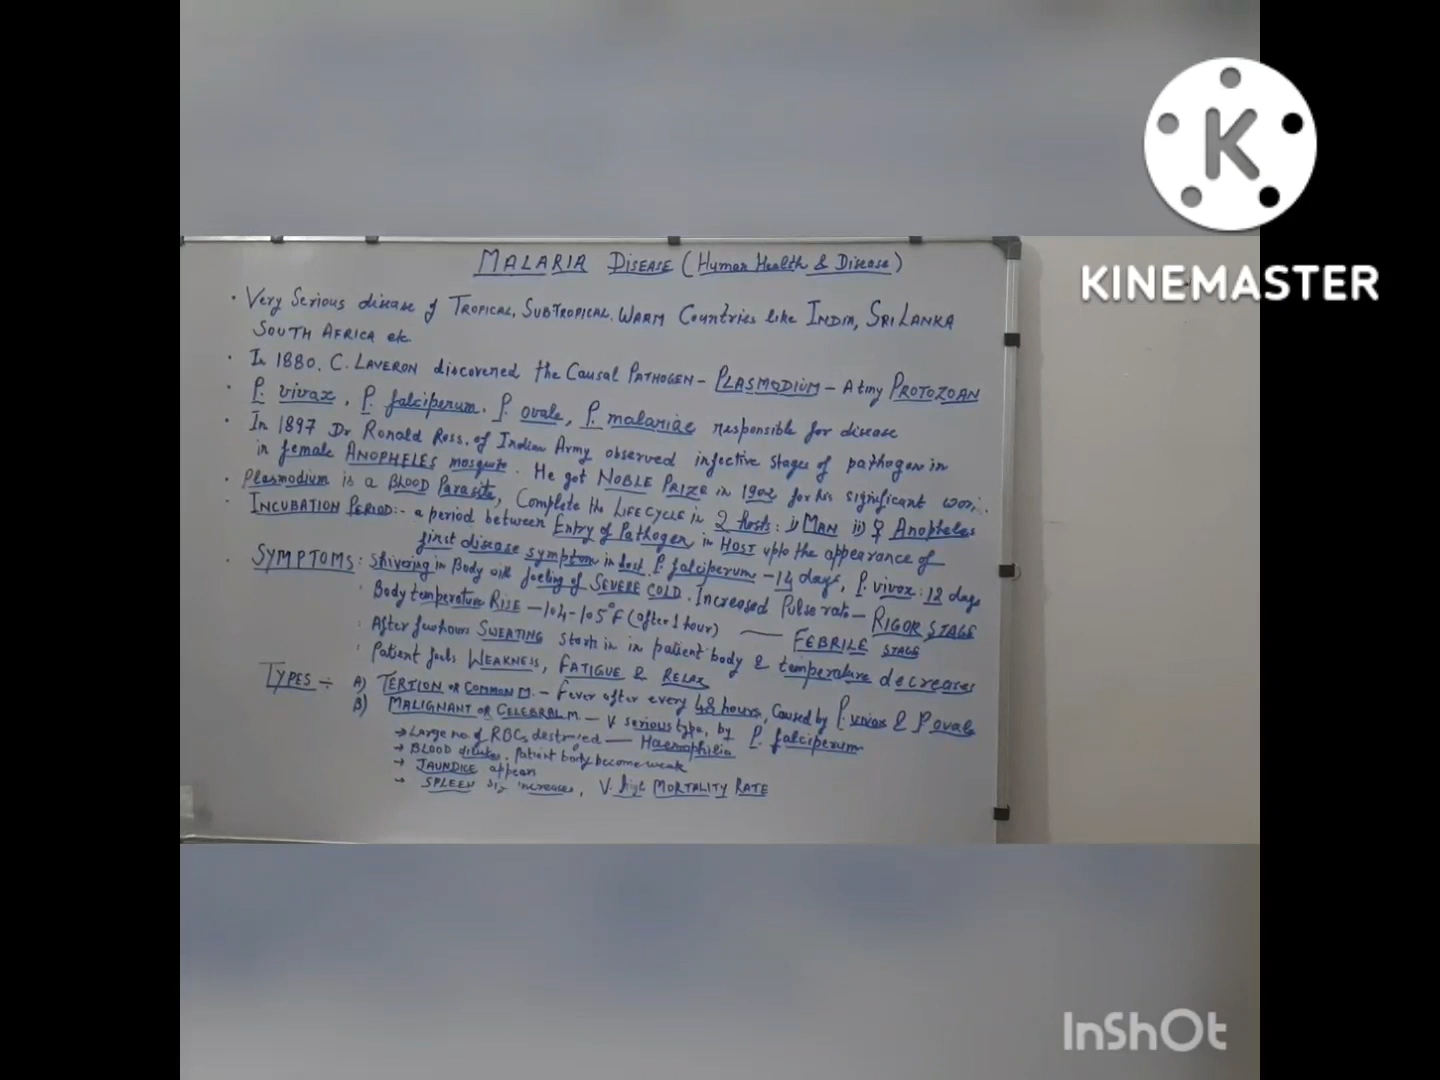 MALARIA DISEASE (Human Health & Disease)
• Very Serious disease of TROPICAL, SUBTROPICAL, WARM Countries like INDIA, SRI LANKA
SOUTH AFRICA etc.
• In 1880, C. LAVERON discovered the Causal PATHOGEN - PLASMODIUM - A tiny PROTOZOAN
• P. vivax, P. falciperum, P. ovale, P. malariae responsible for disease
• In 1897 Dr Ronald Ross, of Indian Army observed infective stages of pathogen in
in female ANOPHELES mosquito. He got NOBLE PRIZE in 1902 for his significant work.
• Plasmodium is a BLOOD Parasite, Complete the LIFE CYCLE in 2 hosts: i) MAN ii) ♀ Anopheles
• INCUBATION PERIOD:- a period between Entry of Pathogen in HOST upto the appearance of
first disease symptom in host. P. falciperum - 14 days, P. vivox: 12 days
• SYMPTOMS: Shivering in Body with feeling of SEVERE COLD. Increased Pulse rate - RIGOR STAGE
• Body temperature RISE - 104-105°F (after 1 hour) — FEBRILE STAGE
• After few hours SWEATING start in in patient body & temperature decreases
• Patient feels WEAKNESS, FATIGUE & RELAX
TYPES ÷ A) TERTION or COMMON M. - Fever after every 48 hours, Caused by P. vivax & P ovale
B) MALIGNANT or CELEBRAL M. - V serious type, by P. falciperum
→ Large no. of RBCs destroied — Haemophilia
→ BLOOD dilutes, Patient body become weak
→ JAUNDICE appears
→ SPLEEN size increases, V. high MORTALITY RATE
K
KINEMASTER
InShOt